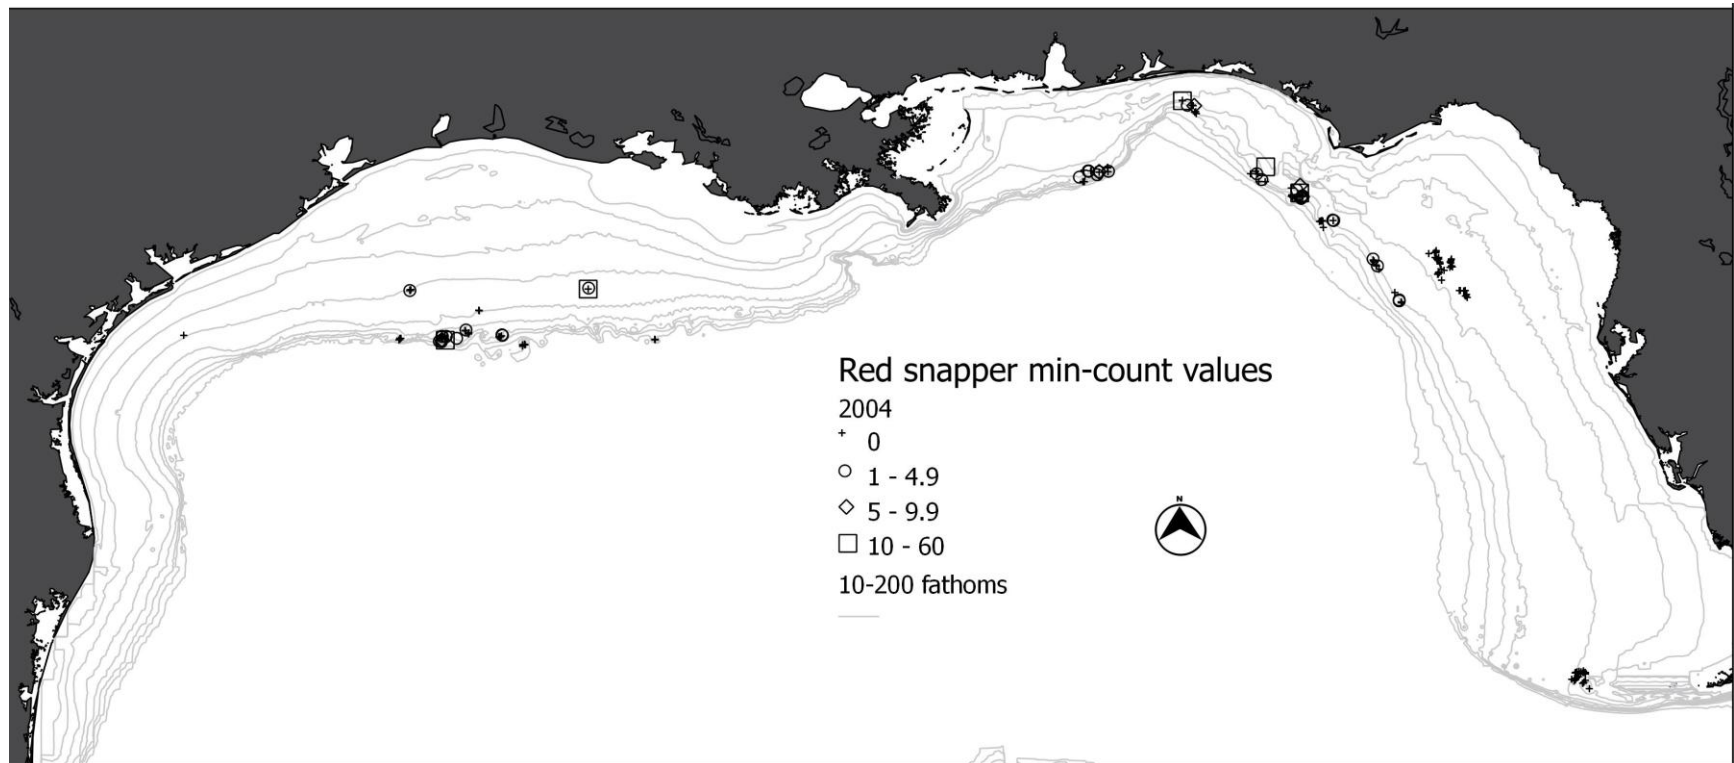 Red snapper min-count values
2004
0
1 - 4.9
5 - 9.9
10 - 60
10-200 fathoms
N